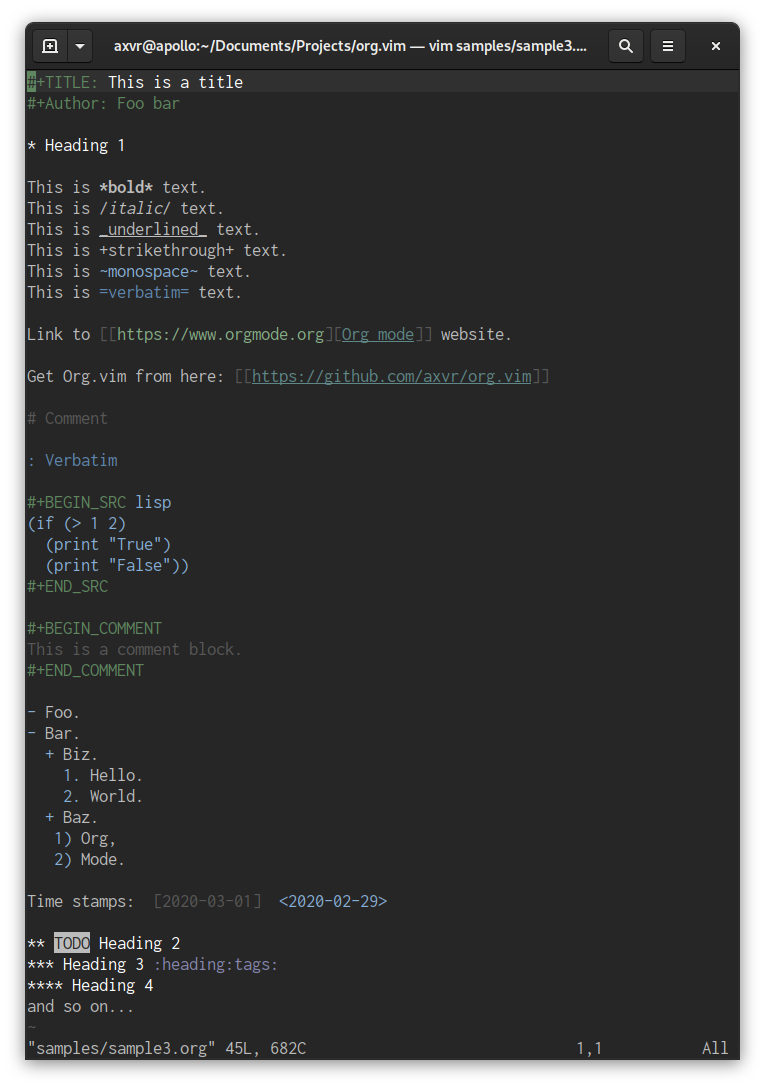 axvr@apollo:~/Documents/Projects/org.vim — vim samples/sample3....
#+TITLE: This is a title
#+Author: Foo bar

* Heading 1

This is *bold* text.
This is /italic/ text.
This is _underlined_ text.
This is +strikethrough+ text.
This is ~monospace~ text.
This is =verbatim= text.

Link to [[https://www.orgmode.org][Org mode]] website.

Get Org.vim from here: [[https://github.com/axvr/org.vim]]

# Comment

: Verbatim

#+BEGIN_SRC lisp
(if (> 1 2)
  (print "True")
  (print "False"))
#+END_SRC

#+BEGIN_COMMENT
This is a comment block.
#+END_COMMENT

- Foo.
- Bar.
  + Biz.
    1. Hello.
    2. World.
  + Baz.
   1) Org,
   2) Mode.

Time stamps:  [2020-03-01]  <2020-02-29>

** TODO Heading 2
*** Heading 3 :heading:tags:
**** Heading 4
and so on...
~
"samples/sample3.org" 45L, 682C                              1,1           All